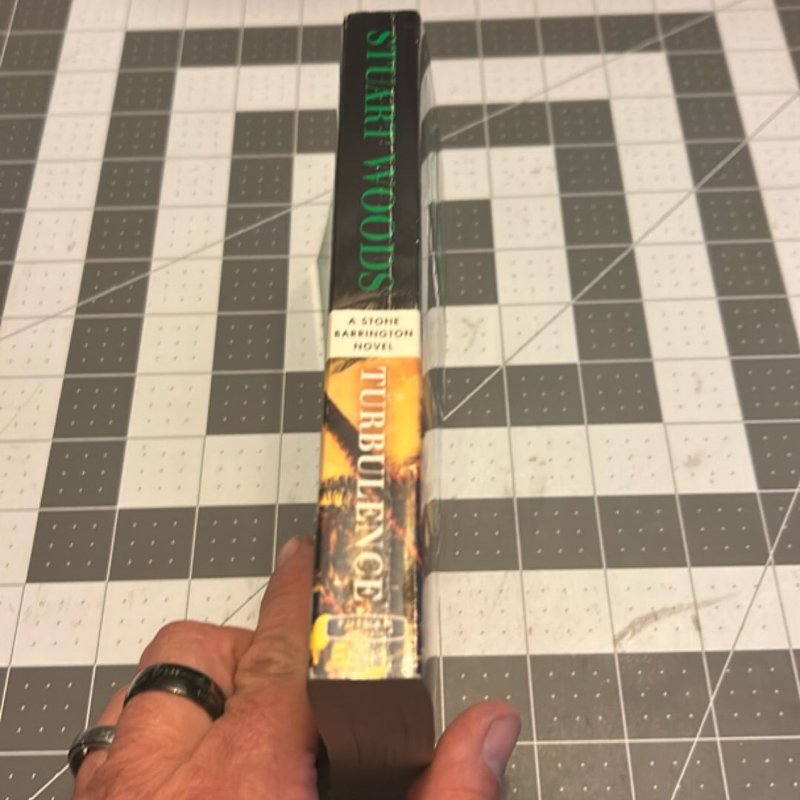 STUART WOODS
A STONE
BARRINGTON
NOVEL
TURBULENCE